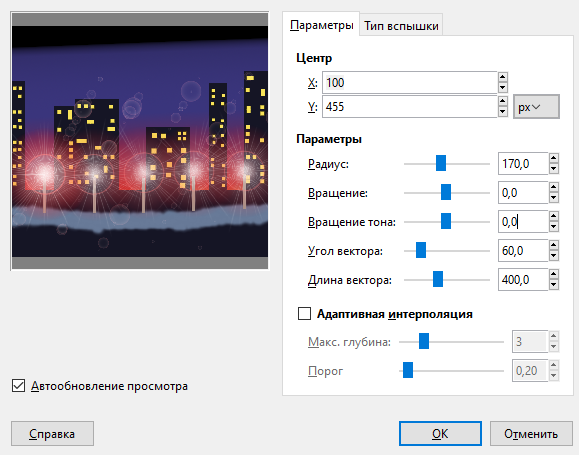 Параметры Тип вспышки
Центр
X: 100
Y: 455 px
Параметры
Радиус: 170,0
Вращение: 0,0
Вращение тона: 0,0
Угол вектора: 60,0
Длина вектора: 400,0
Адаптивная интерполяция
Макс. глубина: 3
Порог 0,20
Автообновление просмотра
Справка ОК Отменить